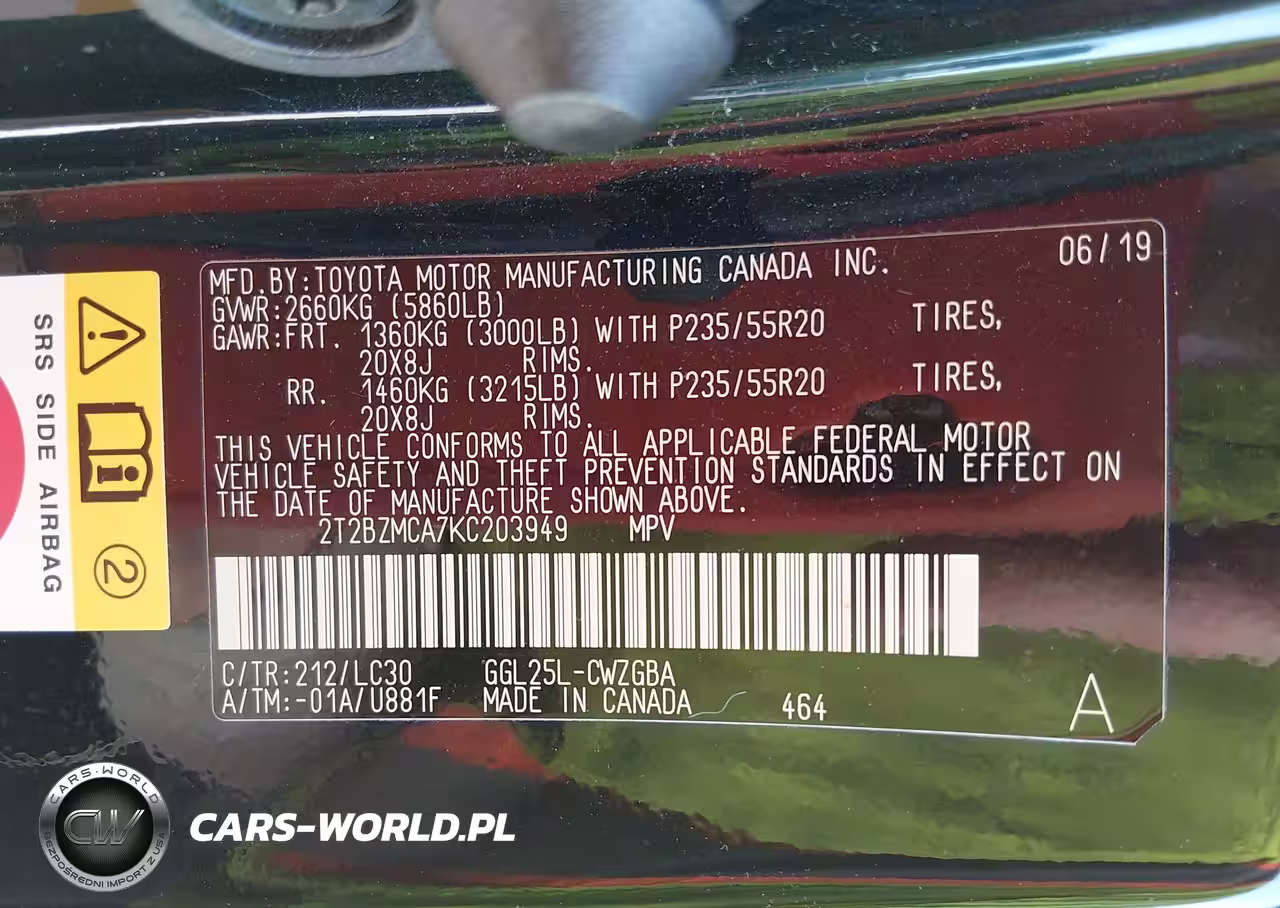 06/19
MFD.BY:TOYOTA MOTOR MANUFACTURING CANADA INC.
GVWR:2660KG (5860LB)
GAWR:FRT. 1360KG (3000LB) WITH P235/55R20 TIRES,
20X8J RIMS.
RR. 1460KG (3215LB) WITH P235/55R20 TIRES,
20X8J RIMS.
THIS VEHICLE CONFORMS TO ALL APPLICABLE FEDERAL MOTOR
VEHICLE SAFETY AND THEFT PREVENTION STANDARDS IN EFFECT ON
THE DATE OF MANUFACTURE SHOWN ABOVE.
2T2BZMCA7KC203949 MPV
C/TR:212/LC30 GGL25L-CWZGBA
A/TM:-01A/U881F MADE IN CANADA 464
A
SRS SIDE AIRBAG
2
CARS-WORLD
CW
BEZPOŚREDNI IMPORT Z USA
CARS-WORLD.PL